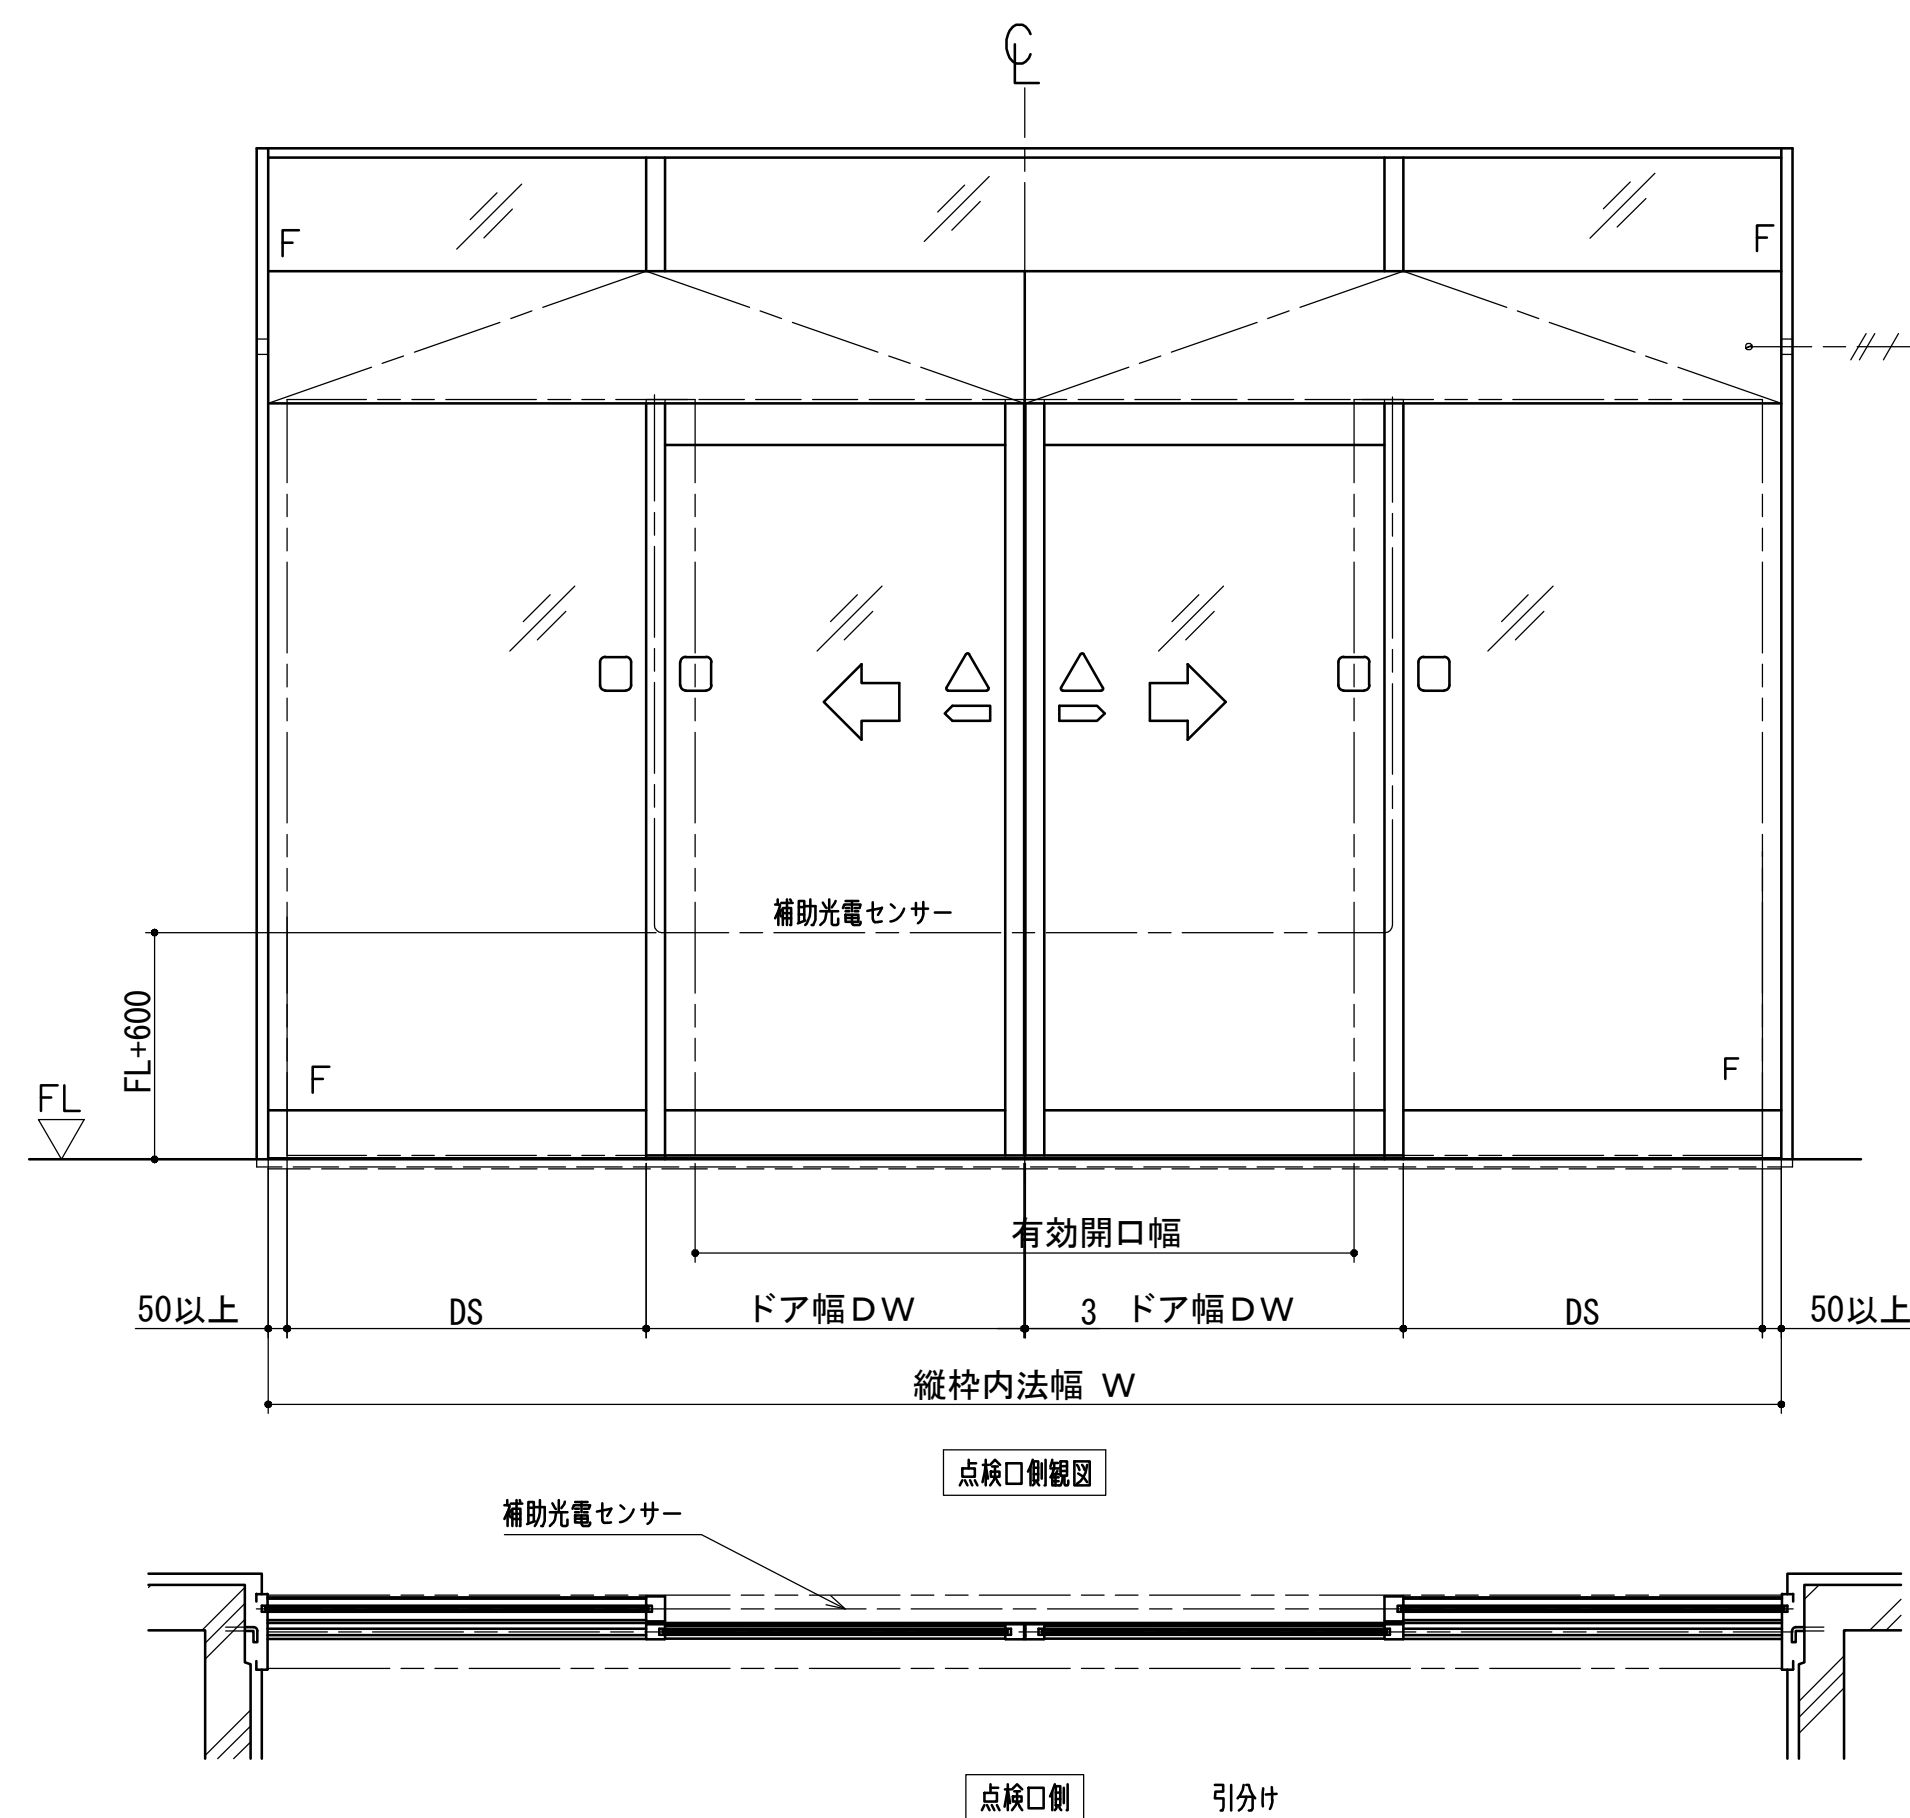 CL
F
F
補助光電センサー
FL+600
F
F
FL
有効開口幅
50以上 DS ドア幅DW 3 ドア幅DW DS 50以上
縦枠内法幅 W
点検口側観図
補助光電センサー
点検口側 引分け